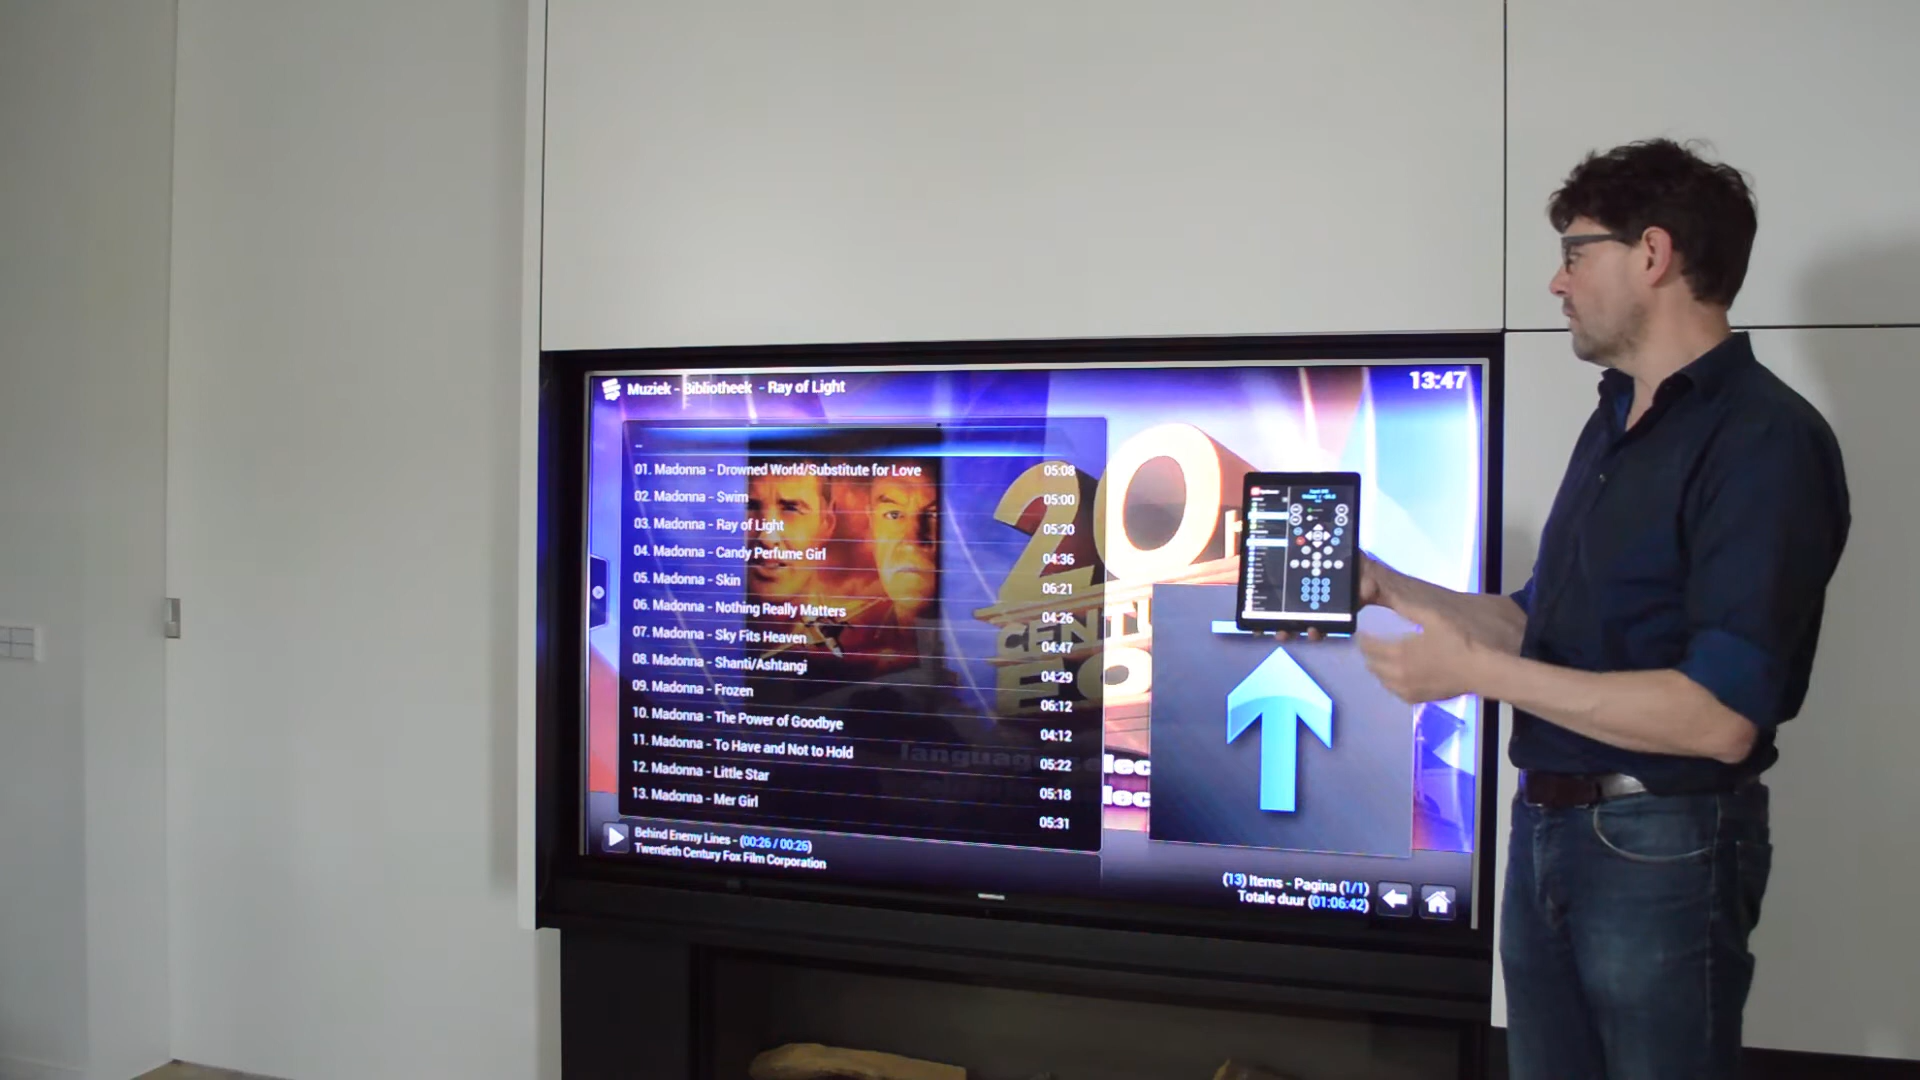 Muziek - Bibliotheek - Ray of Light
13:47
..
01. Madonna - Drowned World/Substitute for Love 05:08
02. Madonna - Swim 05:00
03. Madonna - Ray of Light 05:20
04. Madonna - Candy Perfume Girl 04:36
05. Madonna - Skin 06:21
06. Madonna - Nothing Really Matters 04:26
07. Madonna - Sky Fits Heaven 04:47
08. Madonna - Shanti/Ashtangi 04:29
09. Madonna - Frozen 06:12
10. Madonna - The Power of Goodbye 04:12
11. Madonna - To Have and Not to Hold 05:22
12. Madonna - Little Star 05:18
13. Madonna - Mer Girl 05:31
20
CENT
FO
language
Behind Enemy Lines - (00:26 / 00:26)
Twentieth Century Fox Film Corporation
(13) Items - Pagina (1/1)
Totale duur (01:06:42)